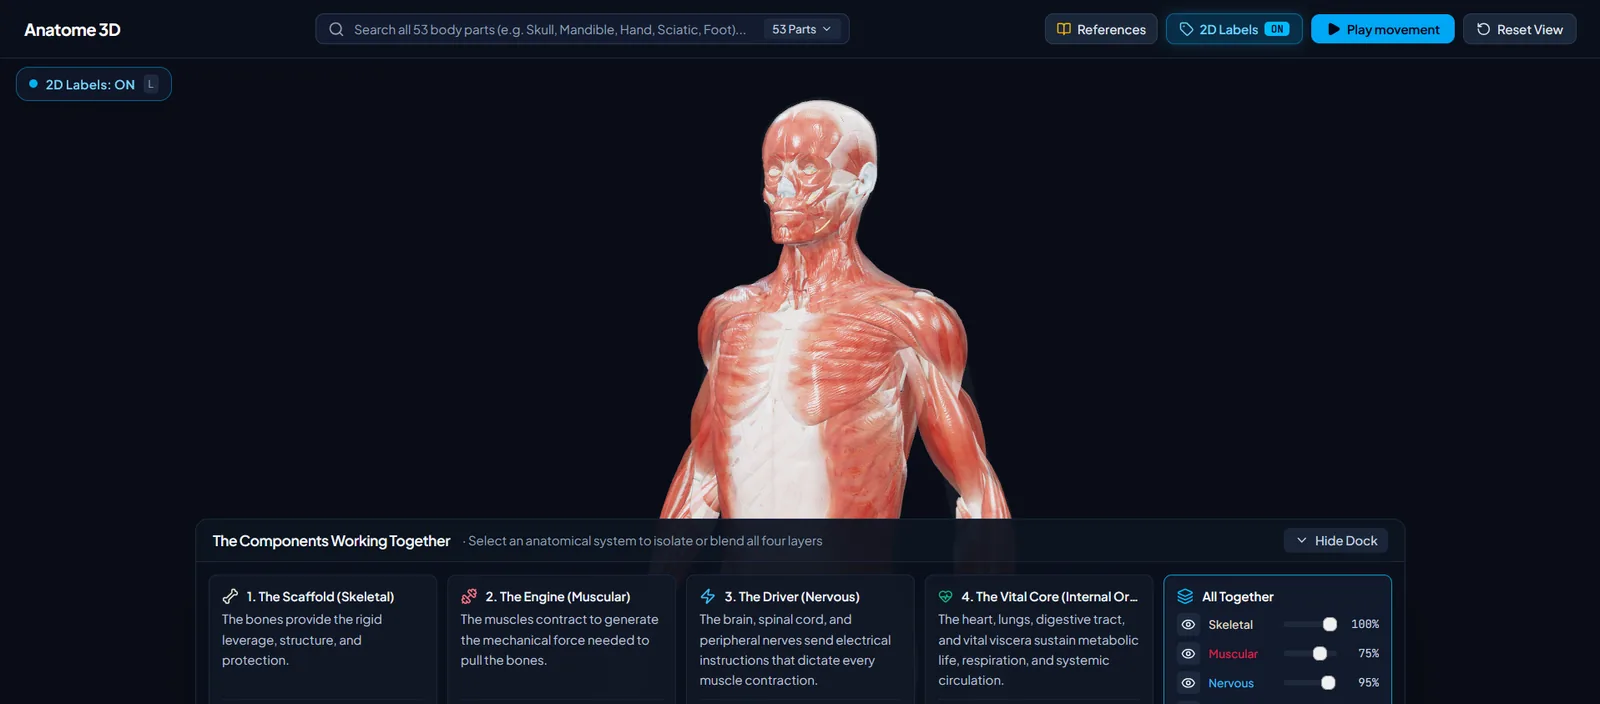 Anatome 3D
Search all 53 body parts (e.g. Skull, Mandible, Hand, Sciatic, Foot)...
53 Parts
References
2D Labels ON
Play movement
Reset View
2D Labels: ON L
The Components Working Together · Select an anatomical system to isolate or blend all four layers
Hide Dock
1. The Scaffold (Skeletal)
The bones provide the rigid
leverage, structure, and
protection.
2. The Engine (Muscular)
The muscles contract to generate
the mechanical force needed to
pull the bones.
3. The Driver (Nervous)
The brain, spinal cord, and
peripheral nerves send electrical
instructions that dictate every
muscle contraction.
4. The Vital Core (Internal Or...
The heart, lungs, digestive tract,
and vital viscera sustain metabolic
life, respiration, and systemic
circulation.
All Together
Skeletal 100%
Muscular 75%
Nervous 95%